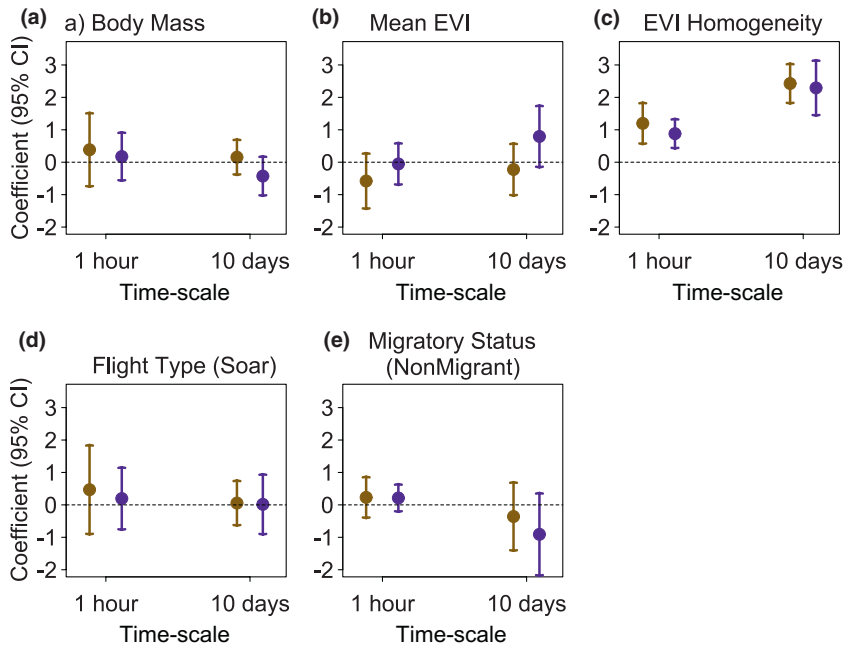 (a)
a) Body Mass
(b)
Mean EVI
(c)
EVI Homogeneity
Coefficient (95% CI)
3
2
1
0
-1
-2
1 hour
10 days
Time-scale
3
2
1
0
-1
-2
1 hour
10 days
Time-scale
3
2
1
0
-1
-2
1 hour
10 days
Time-scale
(d)
Flight Type (Soar)
(e)
Migratory Status
(NonMigrant)
Coefficient (95% CI)
3
2
1
0
-1
-2
1 hour
10 days
Time-scale
3
2
1
0
-1
-2
1 hour
10 days
Time-scale